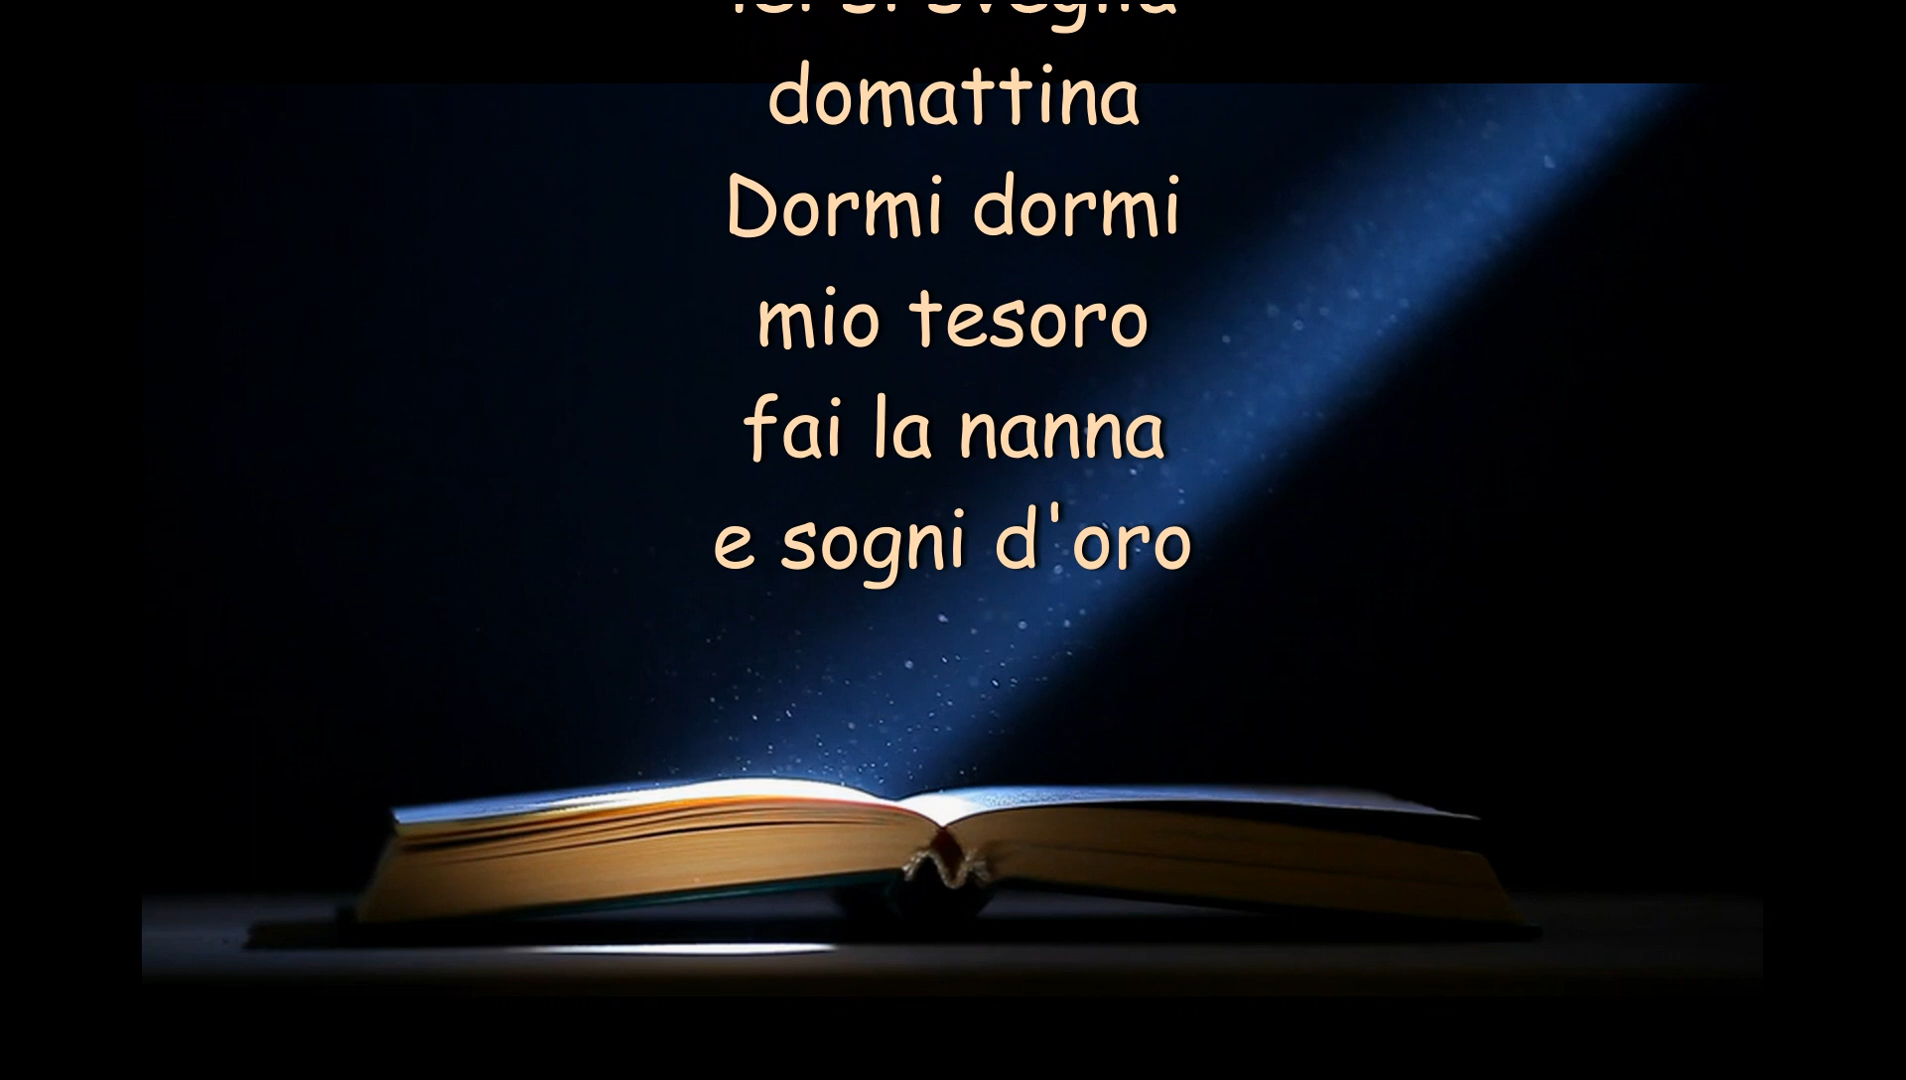 domattina
Dormi dormi
mio tesoro
fai la nanna
e sogni d'oro